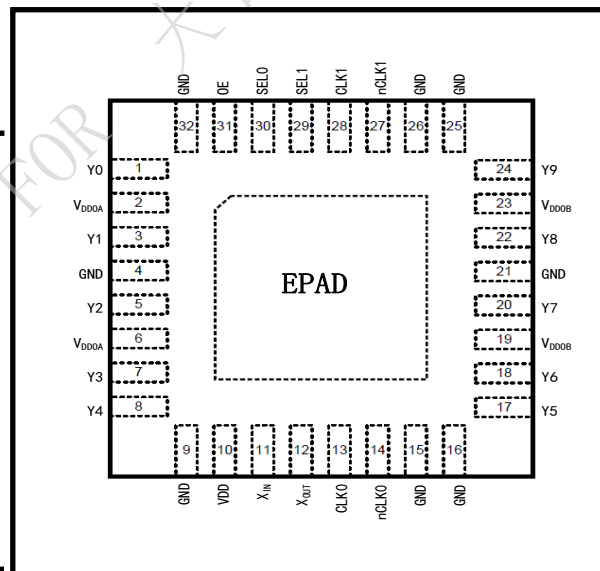 GND OE SEL0 SEL1 CLK1 nCLK1 GND GND
32 31 30 29 28 27 26 25
Y0 1 24 Y9
VDDOA 2 23 VDDOB
Y1 3 22 Y8
GND 4 21 GND
EPAD
Y2 5 20 Y7
VDDOA 6 19 VDDOB
Y3 7 18 Y6
Y4 8 17 Y5
9 10 11 12 13 14 15 16
GND VDD XIN XOUT CLK0 nCLK0 GND GND
FOR 大